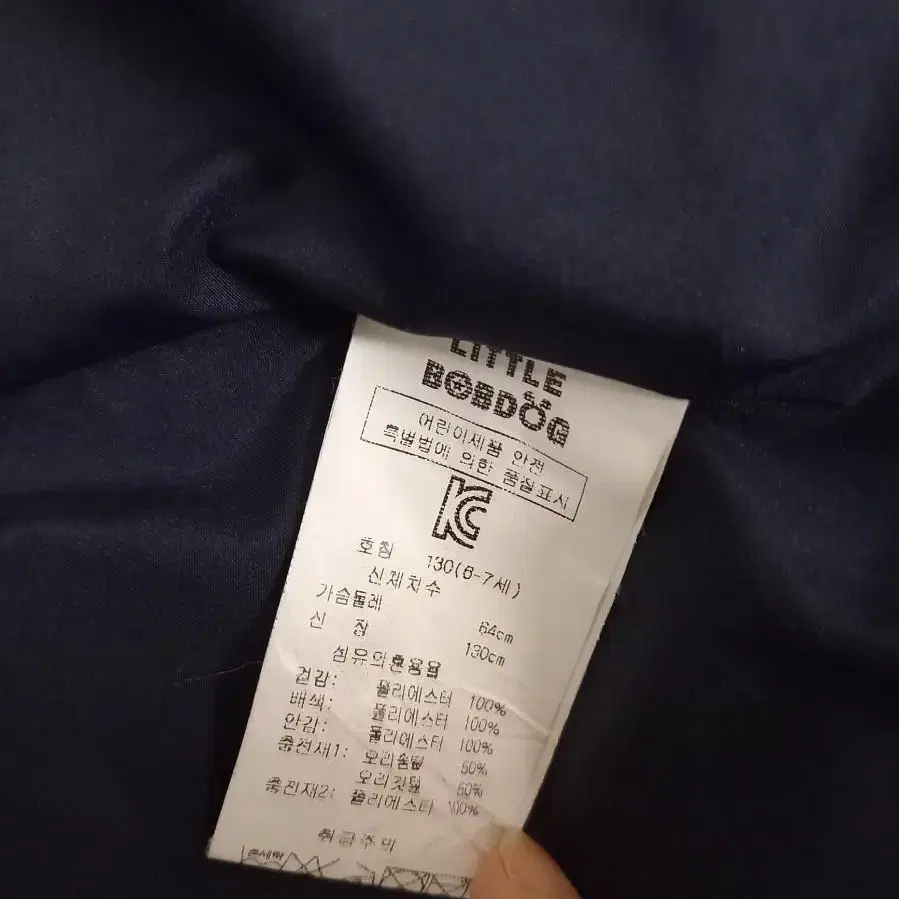 LITTLE
BOBDOG
어린이제품 안전
특별법에 의한 품질표시
KC
호칭 130(6-7세)
신체치수
가슴둘레 64cm
신 장 130cm
섬유의혼용율
겉감: 폴리에스터 100%
배색: 폴리에스터 100%
안감: 폴리에스터 100%
충전재1: 오리솜털 50%
오리깃털 50%
충전재2: 폴리에스터 100%
취급주의
손세탁